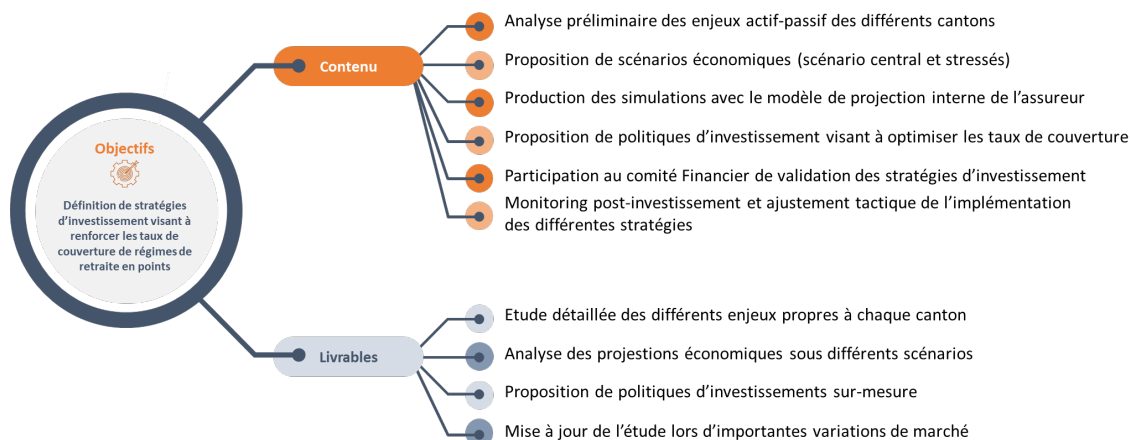 Objectifs
Définition de stratégies
d'investissement visant à
renforcer les taux de
couverture de régimes de
retraite en points
Contenu
Analyse préliminaire des enjeux actif-passif des différents cantons
Proposition de scénarios économiques (scénario central et stressés)
Production des simulations avec le modèle de projection interne de l'assureur
Proposition de politiques d'investissement visant à optimiser les taux de couverture
Participation au comité Financier de validation des stratégies d'investissement
Monitoring post-investissement et ajustement tactique de l'implémentation
des différentes stratégies
Livrables
Etude détaillée des différents enjeux propres à chaque canton
Analyse des projestions économiques sous différents scénarios
Proposition de politiques d'investissements sur-mesure
Mise à jour de l'étude lors d'importantes variations de marché